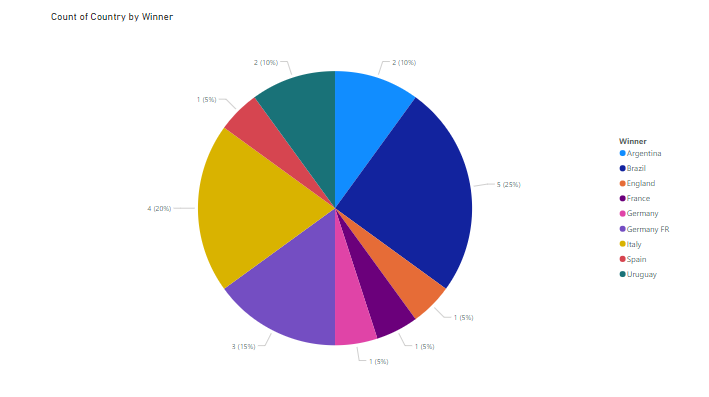 Count of Country by Winner
2 (10%)
2 (10%)
1 (5%)
5 (25%)
4 (20%)
1 (5%)
3 (15%)
1 (5%)
1 (5%)
Winner
Argentina
Brazil
England
France
Germany
Germany FR
Italy
Spain
Uruguay